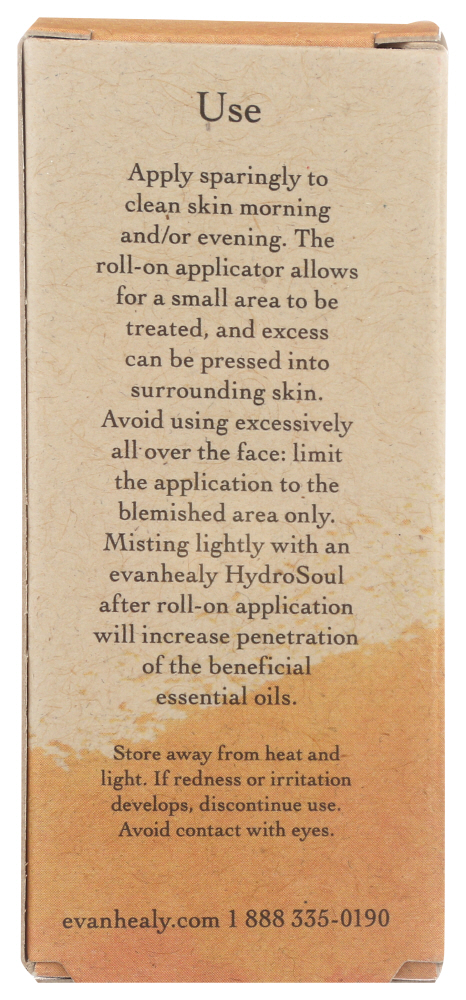 Use
Apply sparingly to
clean skin morning
and/or evening. The
roll-on applicator allows
for a small area to be
treated, and excess
can be pressed into
surrounding skin.
Avoid using excessively
all over the face: limit
the application to the
blemished area only.
Misting lightly with an
evanhealy HydroSoul
after roll-on application
will increase penetration
of the beneficial
essential oils.
Store away from heat and
light. If redness or irritation
develops, discontinue use.
Avoid contact with eyes.
evanhealy.com 1 888 335-0190